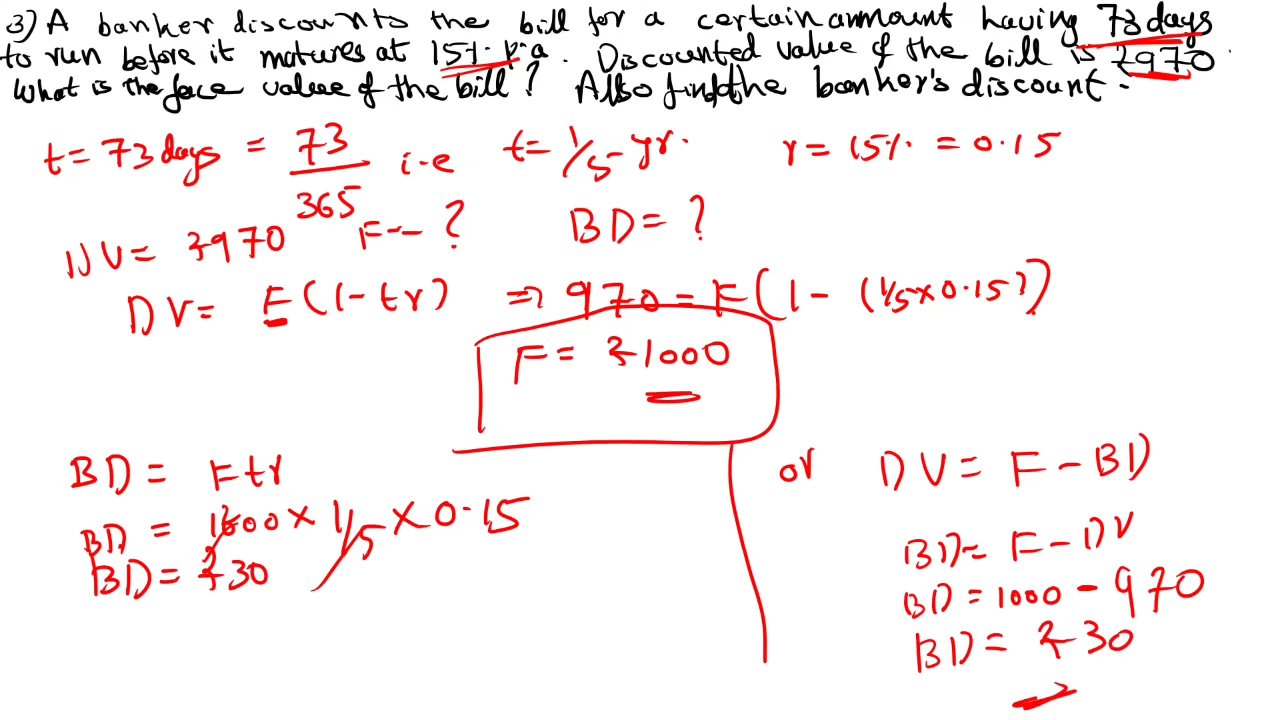 3) A banker discounts the bill for a certain amount having 73 days
to run before it matures at 15% p.a. Discounted value of the bill is ₹970
What is the face value of the bill? Also find the banker's discount.
t = 73 days = 73/365 i.e t = 1/5 yr. r = 15% = 0.15
DV = ₹970 F = ? BD = ?
DV = F(1 - tr) ⇒ 970 = F(1 - (1/5 × 0.15))
F = ₹1000
BD = Ftr or DV = F - BD
BD = 1000 × 1/5 × 0.15 BD = F - DV
BD = ₹30 BD = 1000 - 970
BD = ₹30